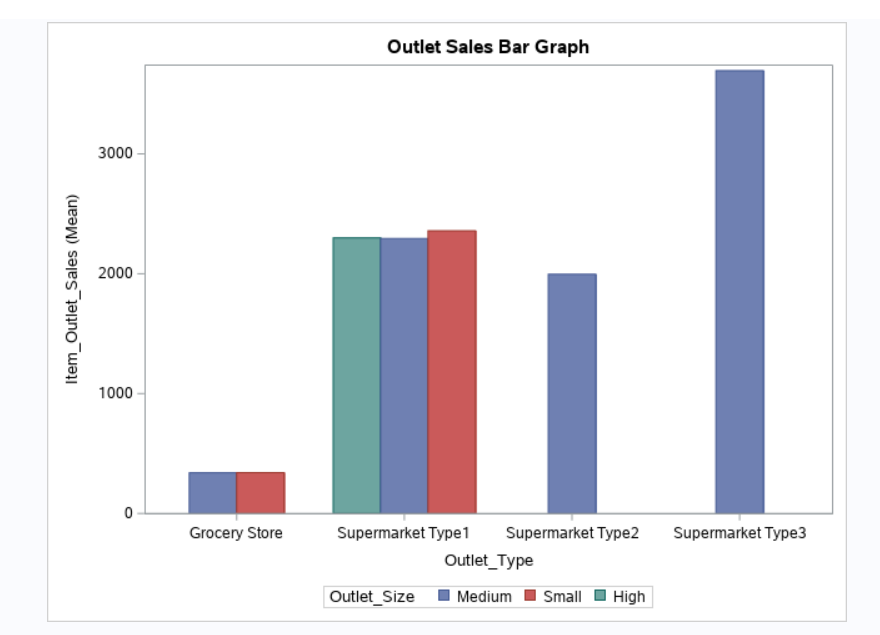 Outlet Sales Bar Graph
Item_Outlet_Sales (Mean)
3000
2000
1000
0
Grocery Store Supermarket Type1 Supermarket Type2 Supermarket Type3
Outlet_Type
Outlet_Size Medium Small High